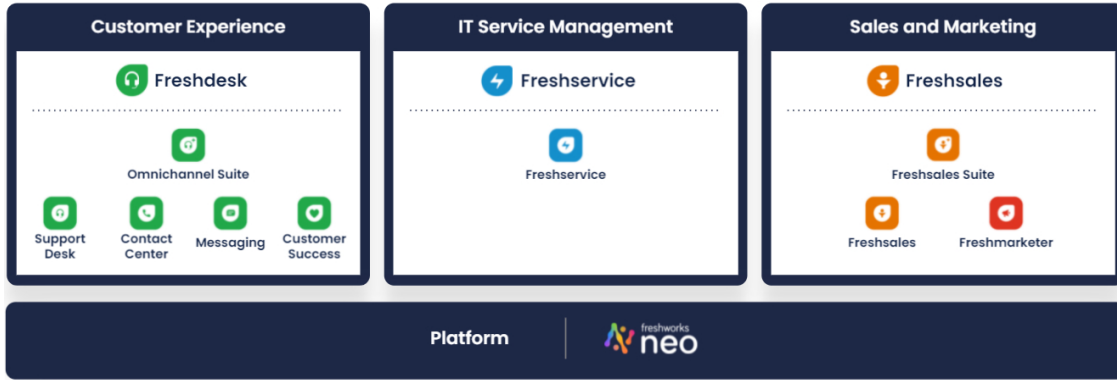 Customer Experience
IT Service Management
Sales and Marketing
Freshdesk
Freshservice
Freshsales
Omnichannel Suite
Freshservice
Freshsales Suite
Support
Desk
Contact
Center
Messaging
Customer
Success
Freshsales
Freshmarketer
Platform
freshworks
neo